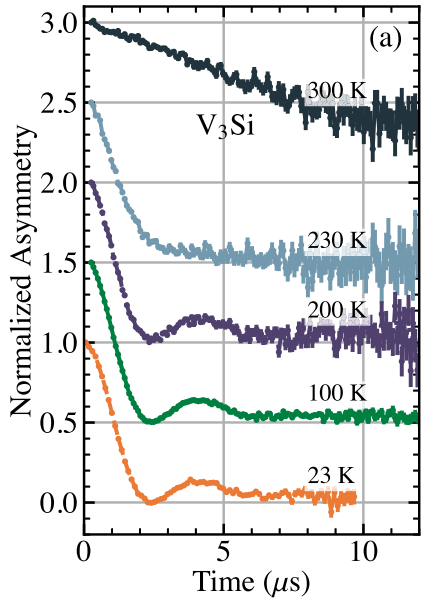 (a)
3.0
300 K
2.5
V₃Si
2.0
230 K
1.5
200 K
1.0
100 K
0.5
23 K
0.0
0 5 10
Time (μs)
Normalized Asymmetry